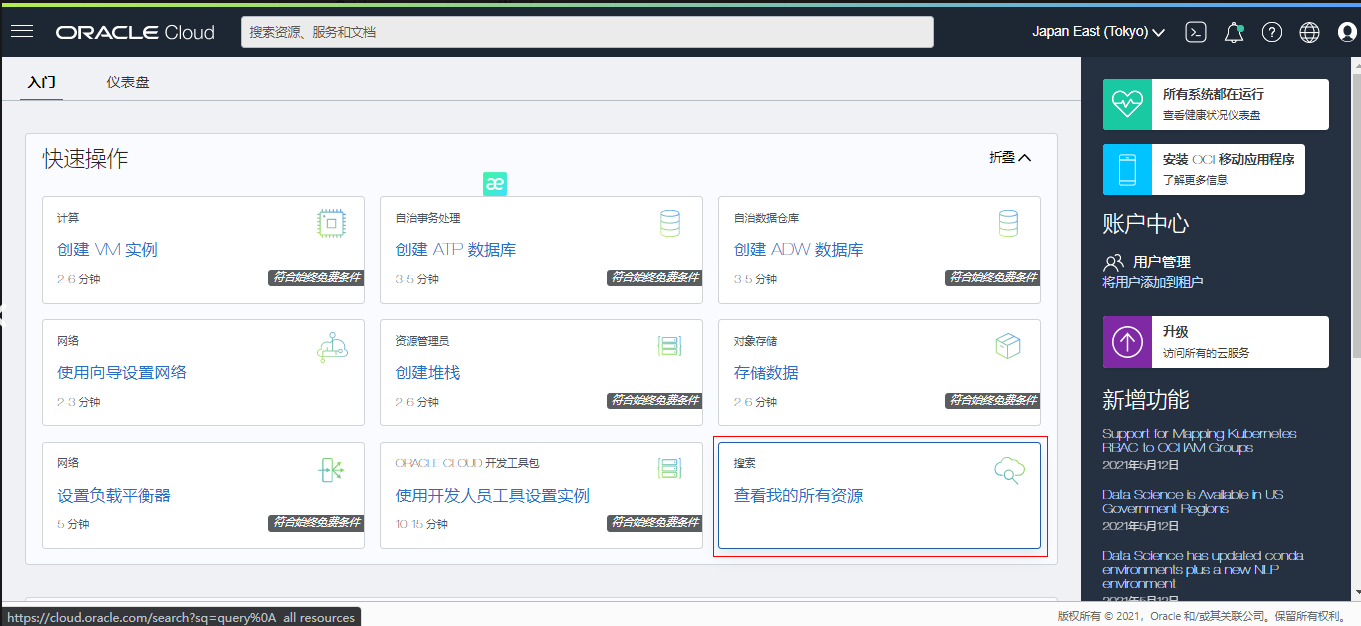 ORACLE Cloud
搜索资源、服务和文档
Japan East (Tokyo)
入门
仪表盘
快速操作
折叠
æ
计算
创建 VM 实例
2-6 分钟
符合始终免费条件
自治事务处理
创建 ATP 数据库
3-5 分钟
符合始终免费条件
自治数据仓库
创建 ADW 数据库
3-5 分钟
符合始终免费条件
网络
使用向导设置网络
2-3 分钟
资源管理员
创建堆栈
2-6 分钟
符合始终免费条件
对象存储
存储数据
2-6 分钟
符合始终免费条件
网络
设置负载平衡器
5 分钟
符合始终免费条件
ORACLE CLOUD 开发工具包
使用开发人员工具设置实例
10-15 分钟
符合始终免费条件
搜索
查看我的所有资源
所有系统都在运行
查看健康状况仪表盘
安装 OCI 移动应用程序
了解更多信息
账户中心
用户管理
将用户添加到租户
升级
访问所有的云服务
新增功能
Support for Mapping Kubernetes
RBAC to OCI-IAM Groups
2021年5月12日
Data Science is Available in US
Government Regions
2021年5月12日
Data Science has updated conda
environments plus a new NLP
environment
2021年5月12日
https://cloud.oracle.com/search?sq=query%0A all resources
版权所有 © 2021，Oracle 和/或其关联公司。保留所有权利。